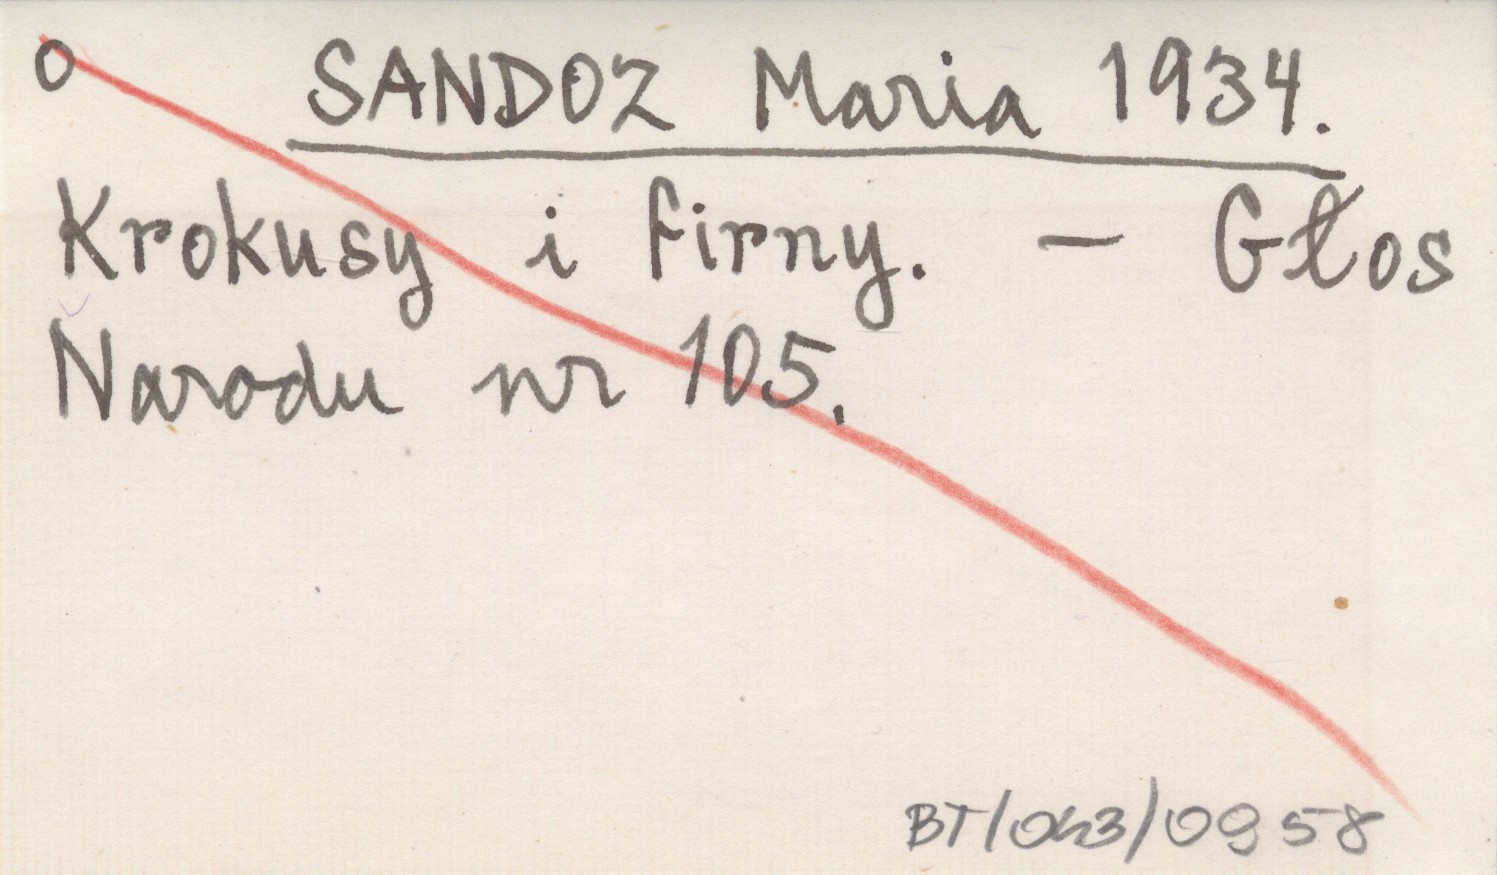 O SANDOZ Maria 1934.
Krokusy i firny. – Głos
Narodu nr 105.
BT/043/0958